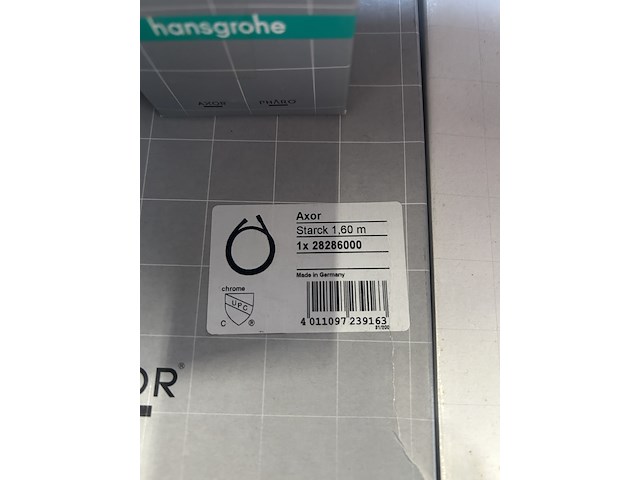 hansgrohe
AXOR PHARO
Axor
Starck 1,60 m
1x 28286000
Made in Germany
chrome
UPC
C ®
4 011097 239163
OR®